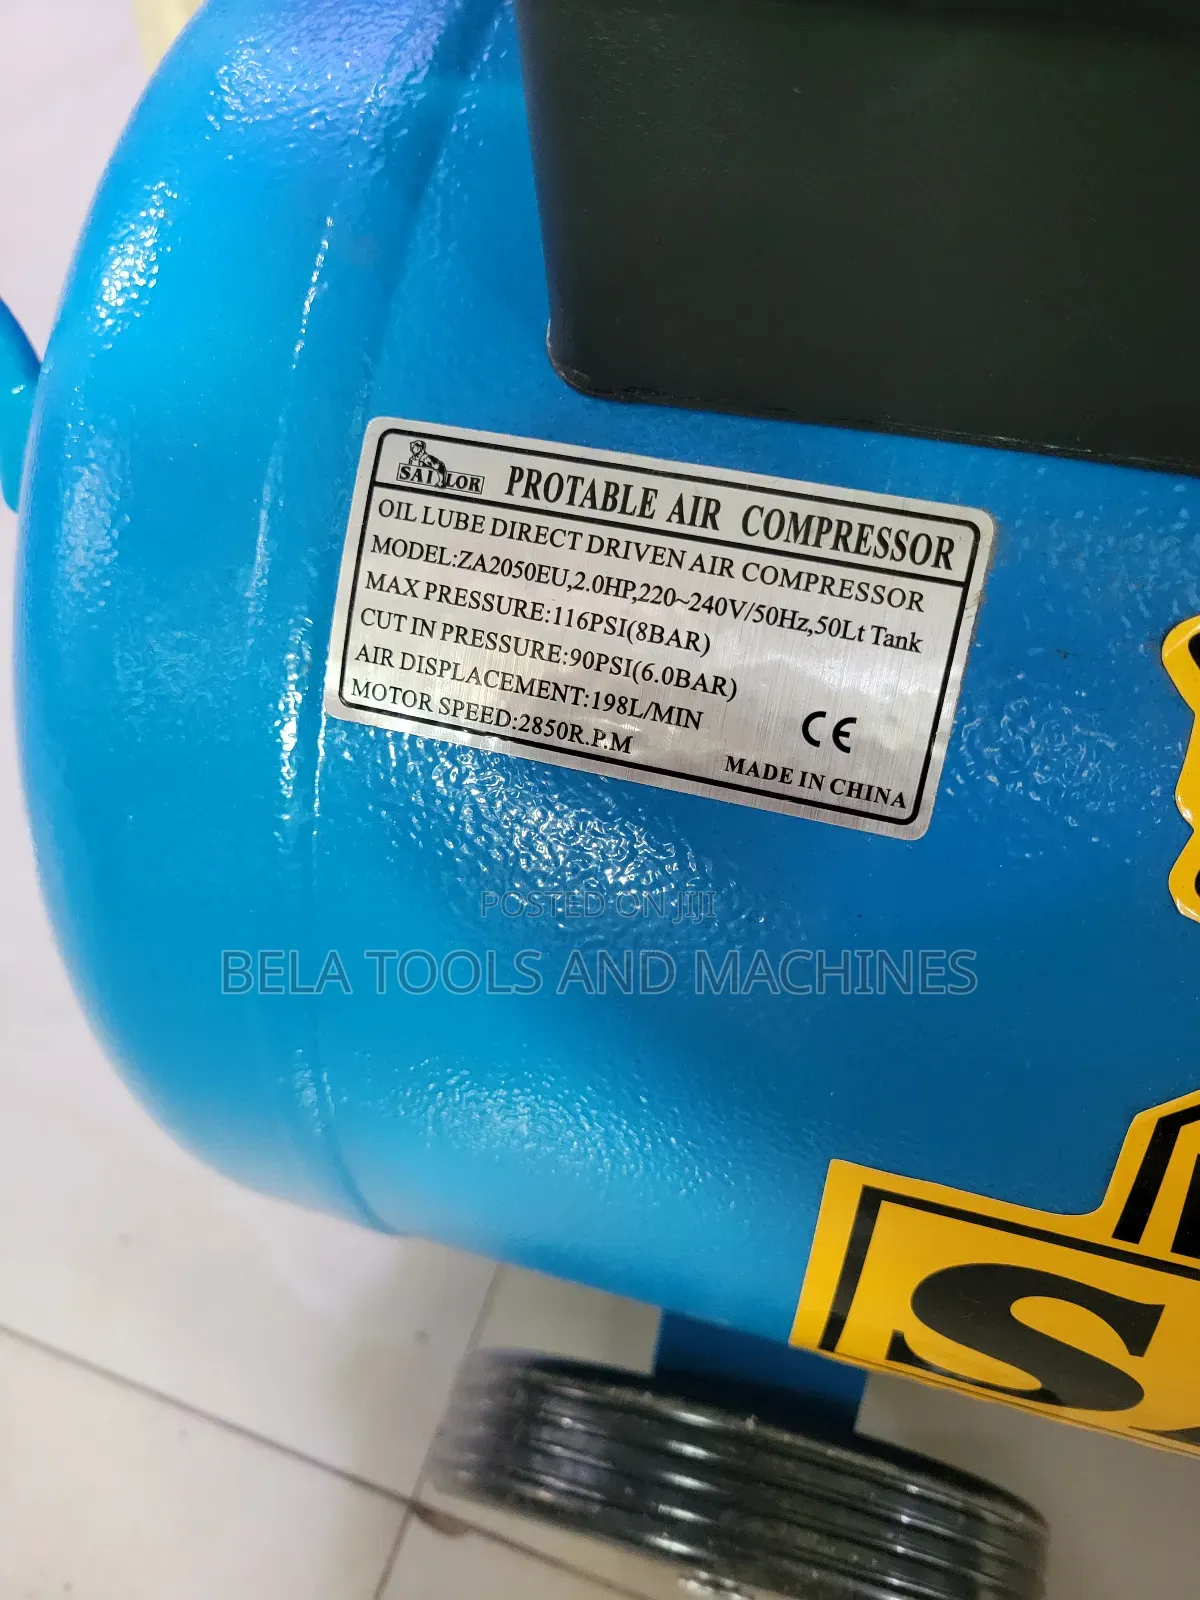 SAILOR PROTABLE AIR COMPRESSOR
OIL LUBE DIRECT DRIVEN AIR COMPRESSOR
MODEL:ZA2050EU,2.0HP,220~240V/50Hz,50Lt Tank
MAX PRESSURE:116PSI(8BAR)
CUT IN PRESSURE:90PSI(6.0BAR)
AIR DISPLACEMENT:198L/MIN
MOTOR SPEED:2850R.P.M
CE
MADE IN CHINA
POSTED ON JIJI
BELA TOOLS AND MACHINES
S